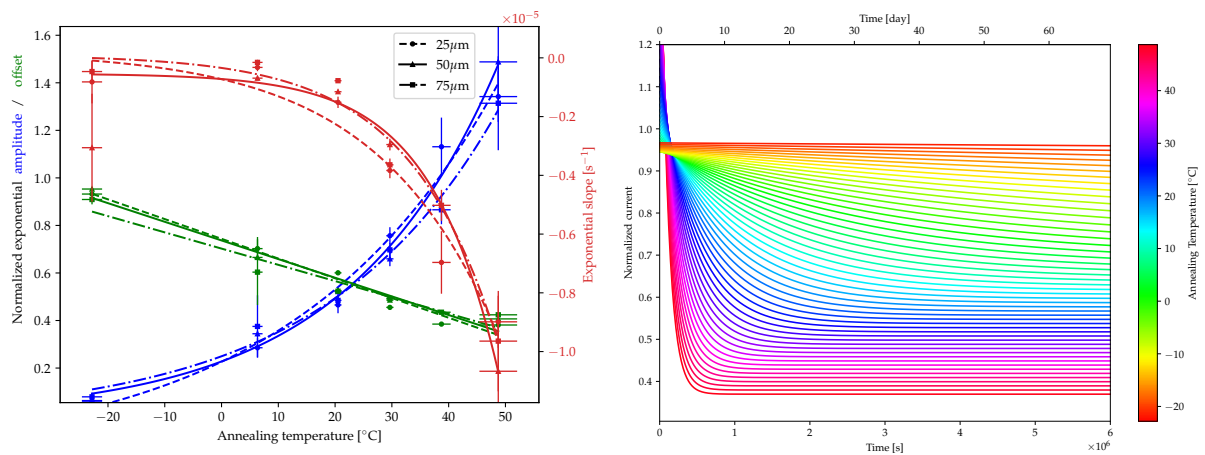 ×10⁻⁵
1.6
1.4
1.2
1.0
0.8
0.6
0.4
0.2
Normalized exponential amplitude / offset
25μm
50μm
75μm
0.0
−0.2
−0.4
−0.6
−0.8
−1.0
Exponential slope [s⁻¹]
−20 −10 0 10 20 30 40 50
Annealing temperature [°C]
Time [day]
0 10 20 30 40 50 60
1.2
1.1
1.0
0.9
0.8
0.7
0.6
0.5
0.4
Normalized current
0 1 2 3 4 5 6
Time [s]
×10⁶
40
30
20
10
0
−10
−20
Annealing Temperature [°C]